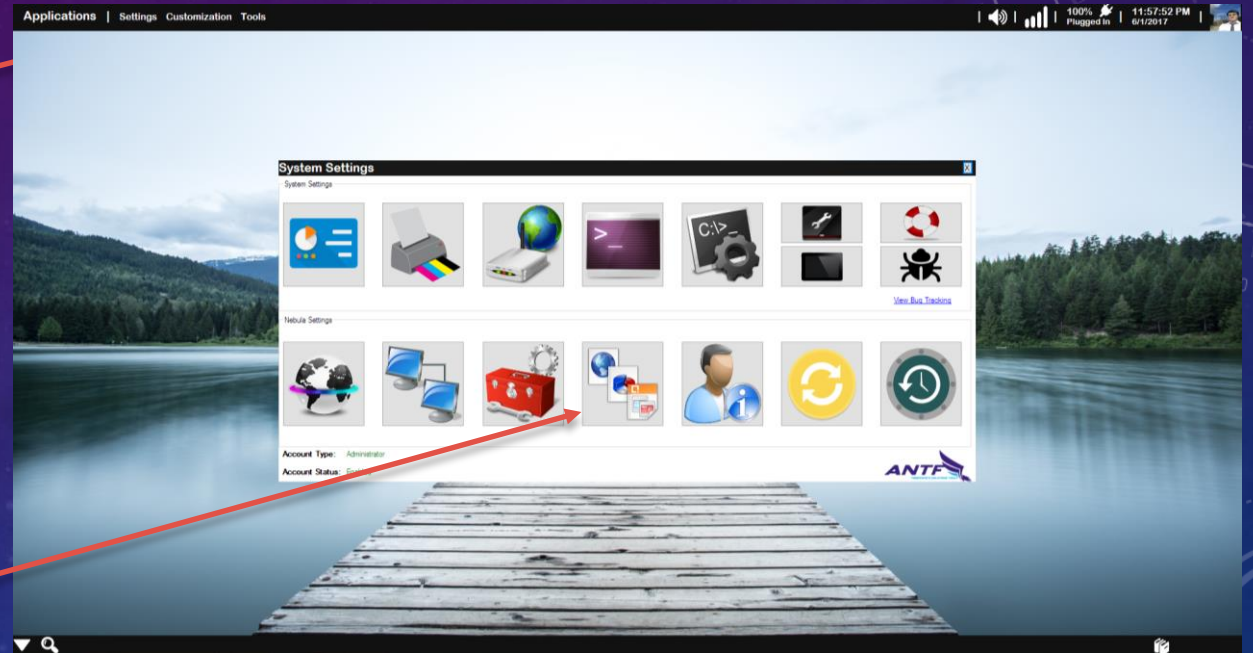 Applications | Settings Customization Tools
100%
Plugged In
11:57:52 PM
6/1/2017
System Settings
X
System Settings
>_
C:\>_
View Bug Tracking
Nebula Settings
Account Type: Administrator
Account Status:
ANTF